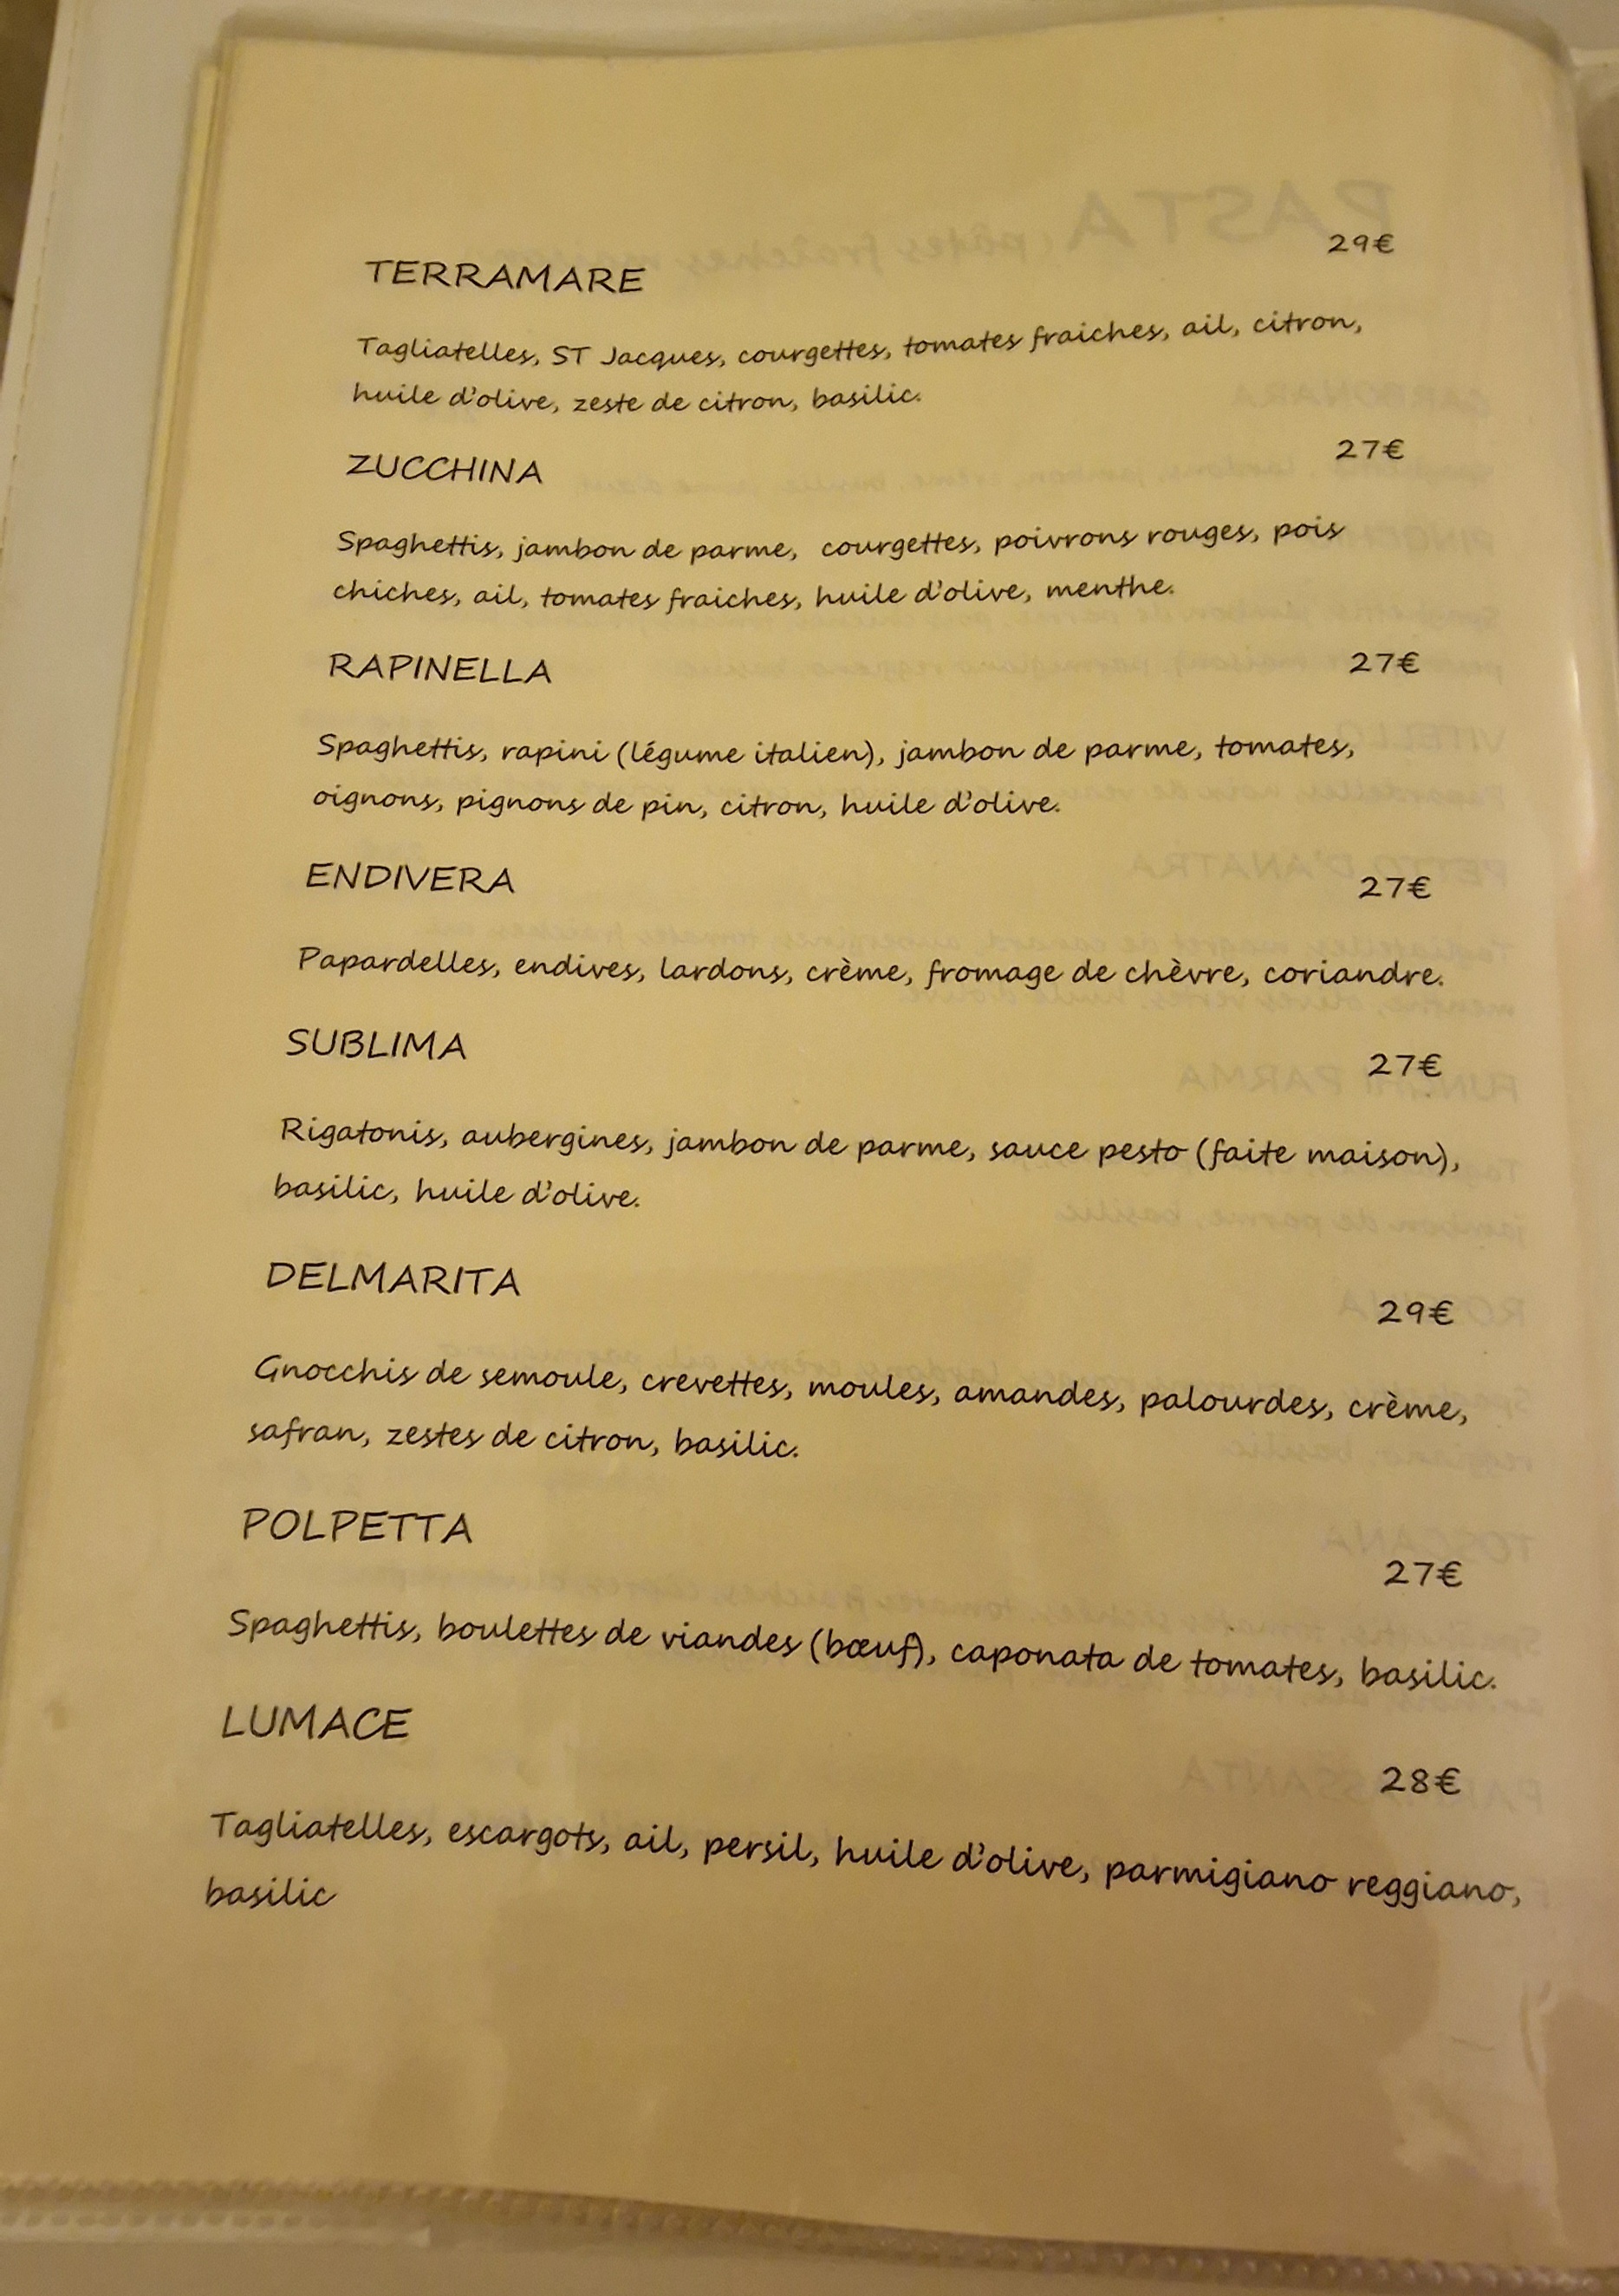 TERRAMARE 29€
Tagliatelles, ST Jacques, courgettes, tomates fraiches, ail, citron,
huile d'olive, zeste de citron, basilic.
ZUCCHINA 27€
Spaghettis, jambon de parme, courgettes, poivrons rouges, pois
chiches, ail, tomates fraiches, huile d'olive, menthe.
RAPINELLA 27€
Spaghettis, rapini (légume italien), jambon de parme, tomates,
oignons, pignons de pin, citron, huile d'olive.
ENDIVERA 27€
Papardelles, endives, lardons, crème, fromage de chèvre, coriandre.
SUBLIMA 27€
Rigatonis, aubergines, jambon de parme, sauce pesto (faite maison),
basilic, huile d'olive.
DELMARITA 29€
Gnocchis de semoule, crevettes, moules, amandes, palourdes, crème,
safran, zestes de citron, basilic.
POLPETTA 27€
Spaghettis, boulettes de viandes (bœuf), caponata de tomates, basilic.
LUMACE 28€
Tagliatelles, escargots, ail, persil, huile d'olive, parmigiano reggiano,
basilic